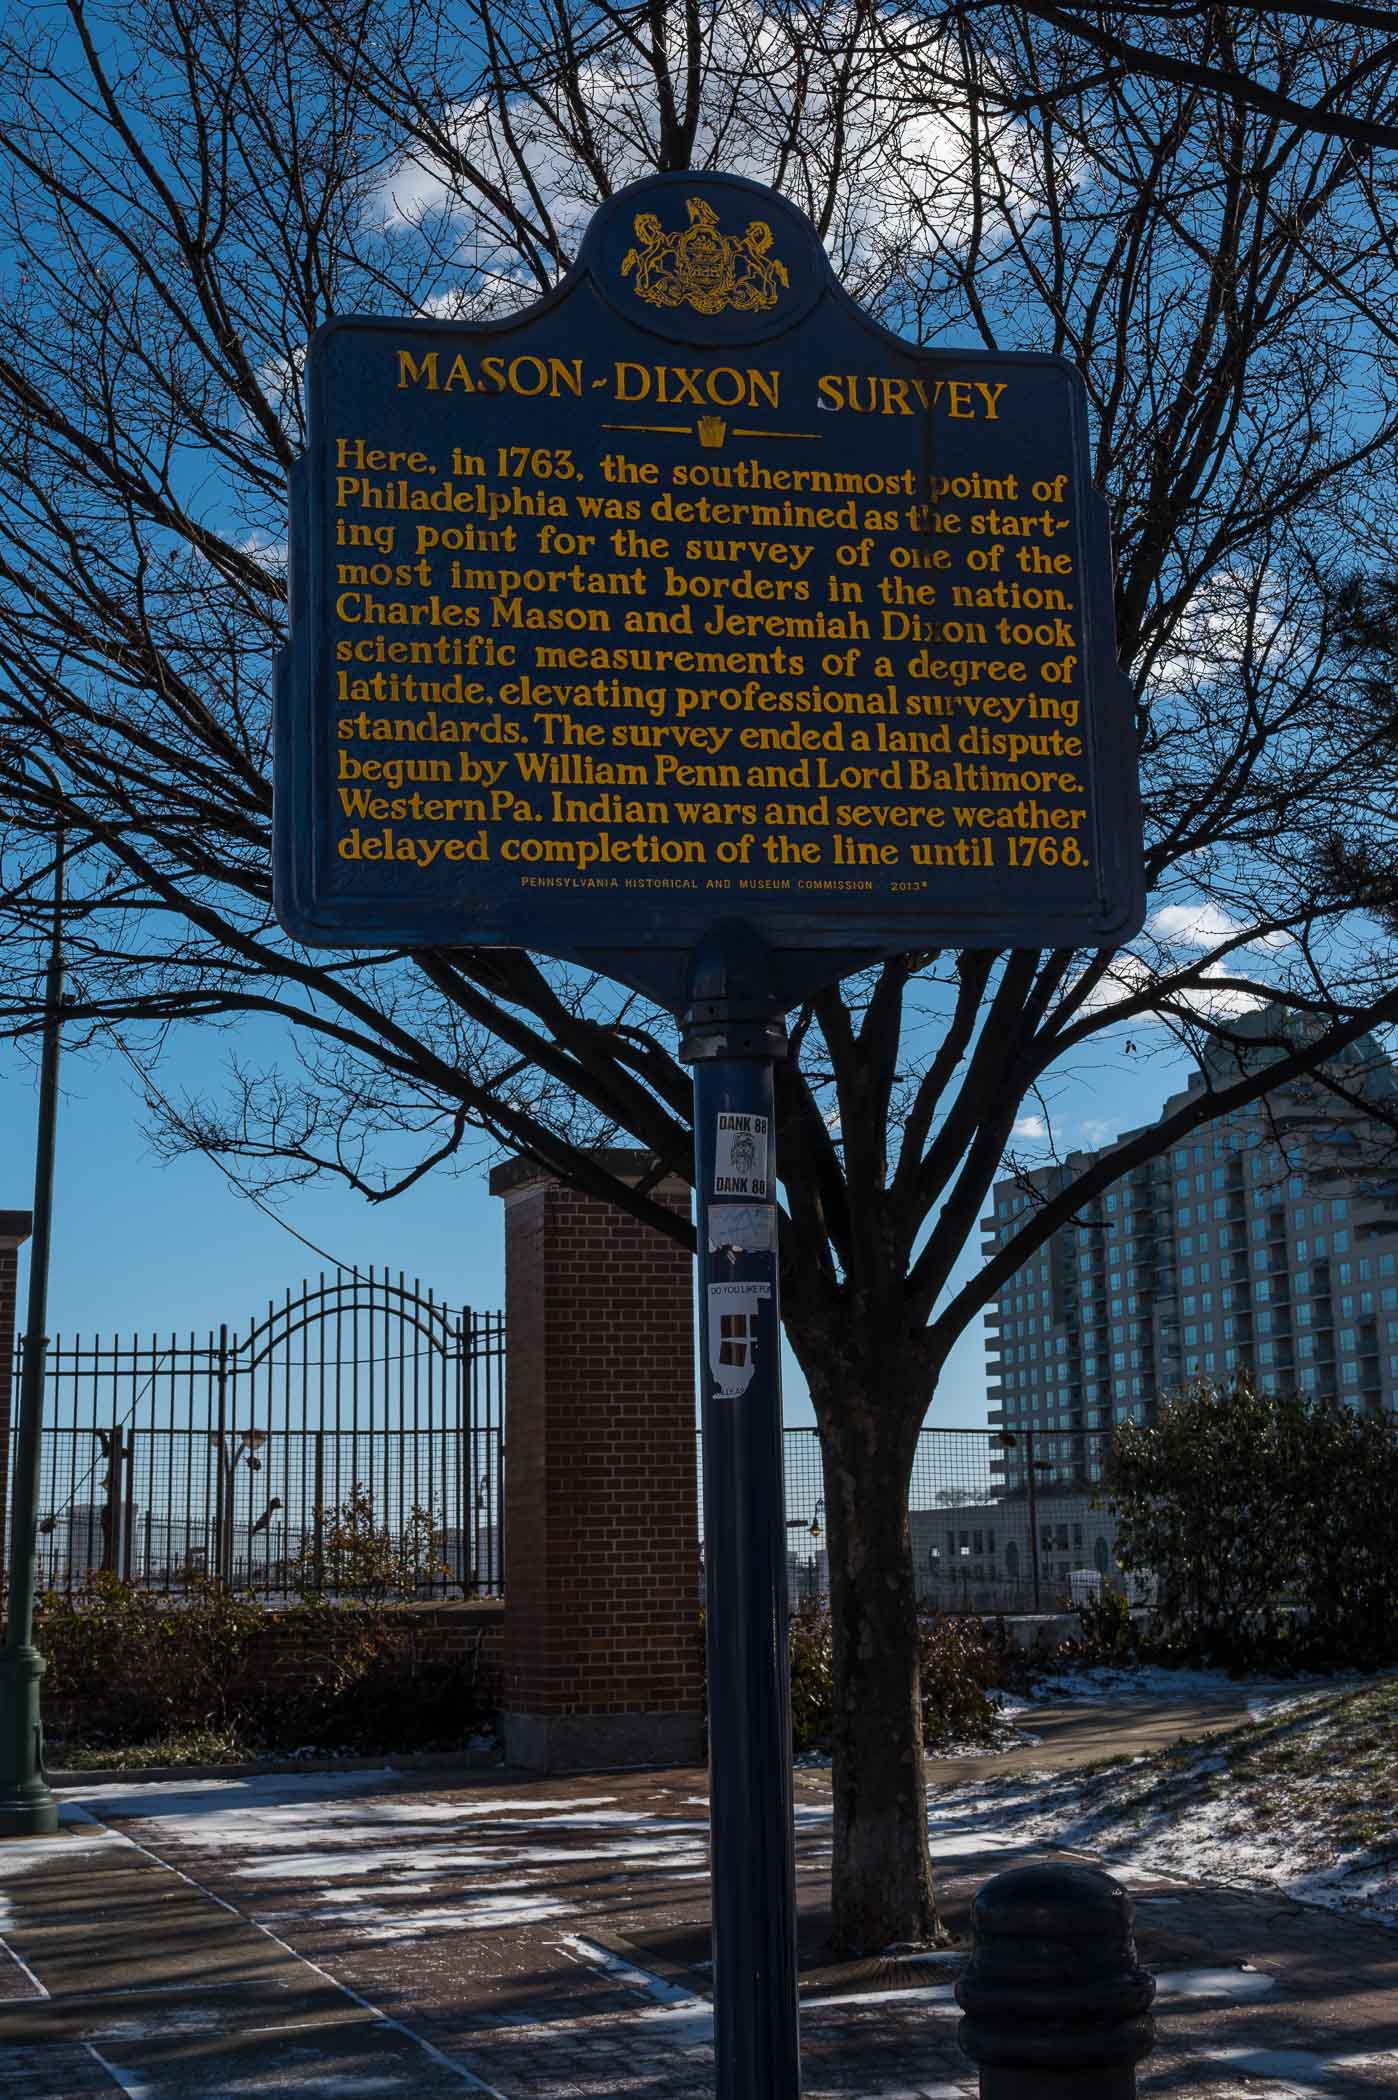 MASON-DIXON SURVEY
Here, in 1763, the southernmost point of
Philadelphia was determined as the start-
ing point for the survey of one of the
most important borders in the nation.
Charles Mason and Jeremiah Dixon took
scientific measurements of a degree of
latitude, elevating professional surveying
standards. The survey ended a land dispute
begun by William Penn and Lord Baltimore.
Western Pa. Indian wars and severe weather
delayed completion of the line until 1768.
PENNSYLVANIA HISTORICAL AND MUSEUM COMMISSION 2013
DANK 88
DANK 88
DO YOU LIKE